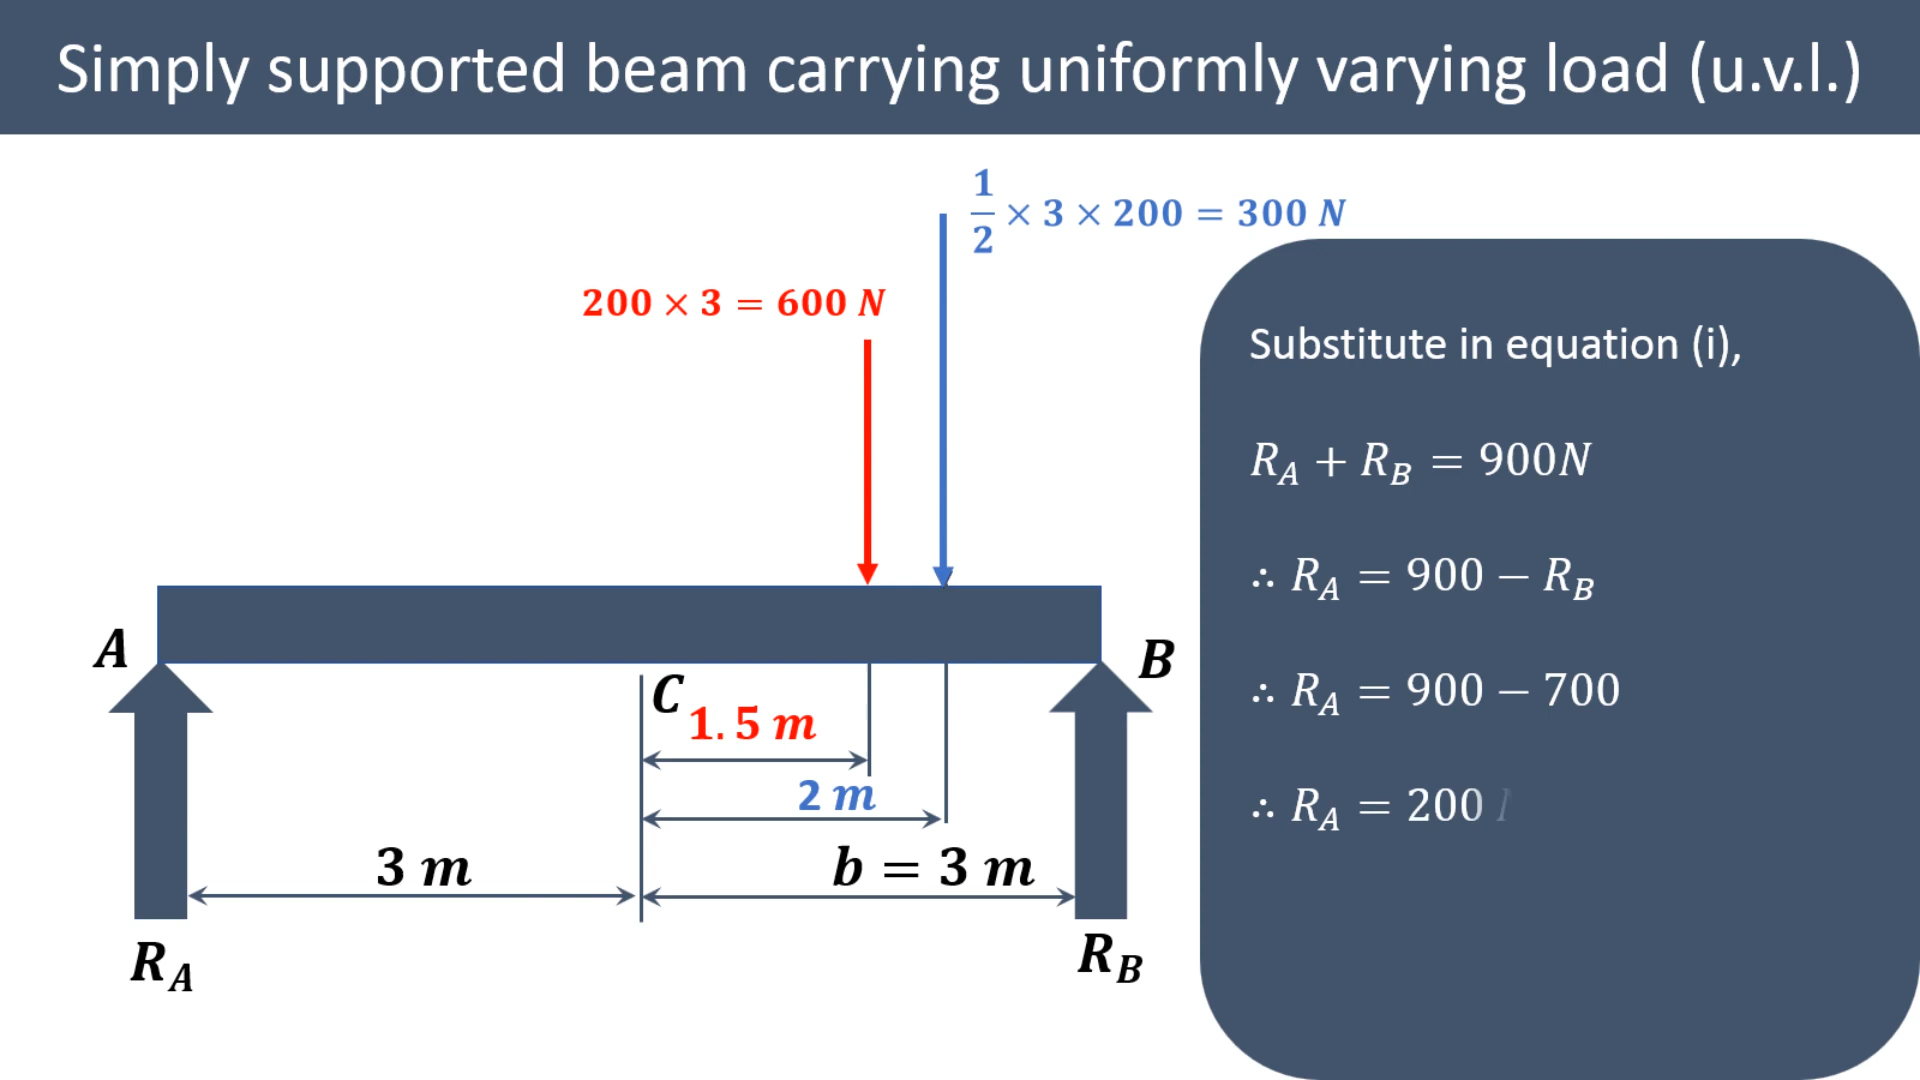 Simply supported beam carrying uniformly varying load (u.v.l.)
1/2 × 3 × 200 = 300 N
200 × 3 = 600 N
Substitute in equation (i),
R_A + R_B = 900N
∴ R_A = 900 − R_B
∴ R_A = 900 − 700
∴ R_A = 200
A
B
C
1.5 m
2 m
3 m
b = 3 m
R_A
R_B